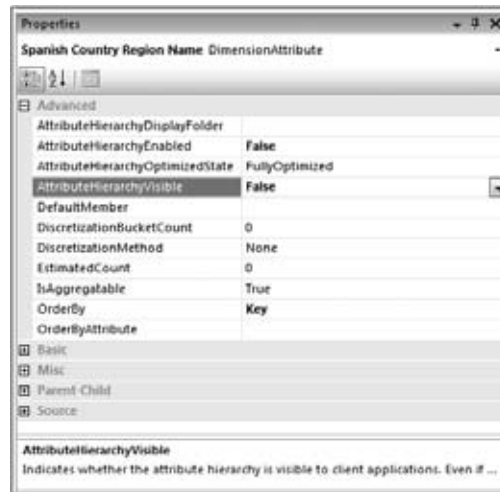 Properties
Spanish Country Region Name DimensionAttribute
Advanced
AttributeHierarchyDisplayFolder
AttributeHierarchyEnabled False
AttributeHierarchyOptimizedState FullyOptimized
AttributeHierarchyVisible False
DefaultMember
DiscretizationBucketCount 0
DiscretizationMethod None
EstimatedCount 0
IsAggregatable True
OrderBy Key
OrderByAttribute
Basic
Misc
Parent-Child
Source
AttributeHierarchyVisible
Indicates whether the attribute hierarchy is visible to client applications. Even if ...